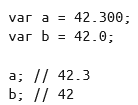 var a = 42.300;
var b = 42.0;
a; // 42.3
b; // 42